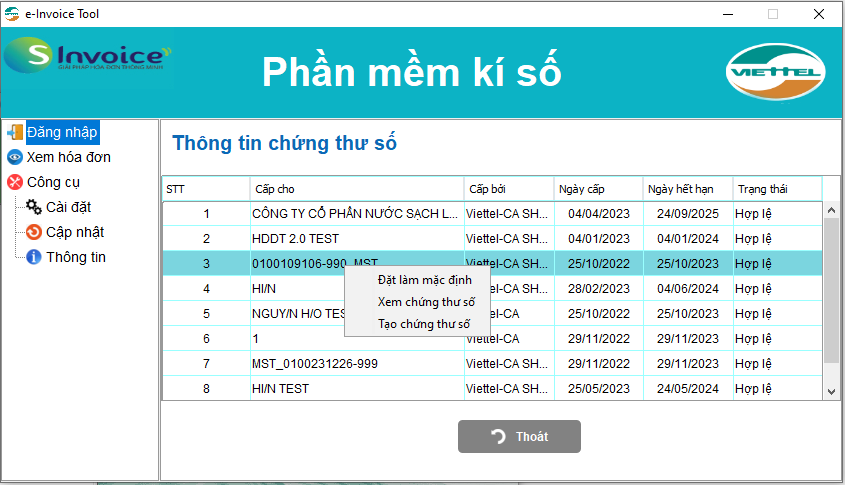 e-Invoice Tool
S Invoice
GIẢI PHÁP HÓA ĐƠN THÔNG MINH
Phần mềm kí số
VIETTEL
Đăng nhập
Xem hóa đơn
Công cụ
Cài đặt
Cập nhật
Thông tin
Thông tin chứng thư số
STT Cấp cho Cấp bởi Ngày cấp Ngày hết hạn Trạng thái
1 CÔNG TY CỔ PHẦN NƯỚC SẠCH L... Viettel-CA SH... 04/04/2023 24/09/2025 Hợp lệ
2 HDDT 2.0 TEST Viettel-CA SH... 04/01/2023 04/01/2024 Hợp lệ
3 0100109106-990_MST Viettel-CA SH... 25/10/2022 25/10/2023 Hợp lệ
4 HI/N Viettel-CA SH... 28/02/2023 04/06/2024 Hợp lệ
5 NGUY/N H/O TES Viettel-CA 25/10/2022 25/10/2023 Hợp lệ
6 1 Viettel-CA SH... 29/11/2022 29/11/2023 Hợp lệ
7 MST_0100231226-999 Viettel-CA SH... 29/11/2022 29/11/2023 Hợp lệ
8 HI/N TEST Viettel-CA SH... 25/05/2023 24/05/2024 Hợp lệ
Đặt làm mặc định
Xem chứng thư số
Tạo chứng thư số
Thoát